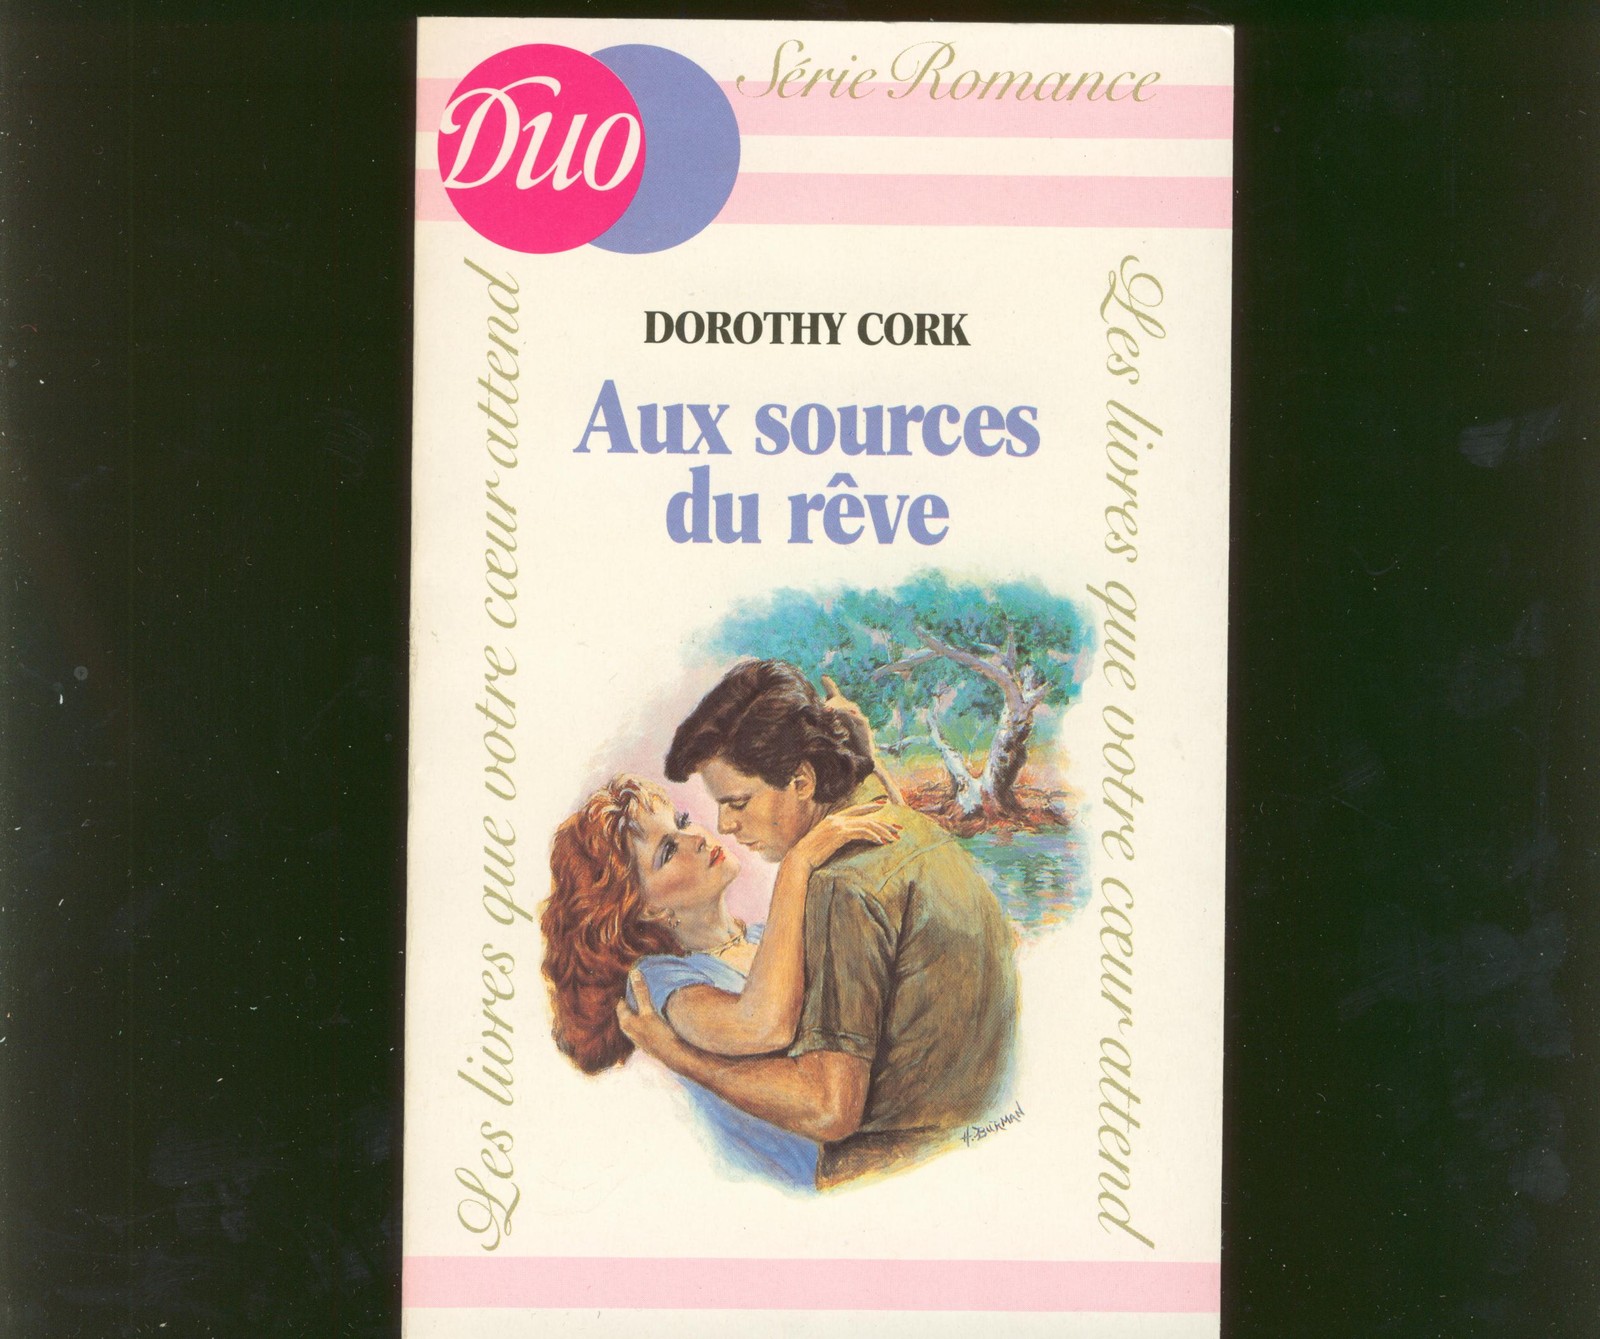 Duo
Série Romance
DOROTHY CORK
Aux sources
du rêve
Les livres que votre cœur attend
Les livres que votre cœur attend
H. BURMAN